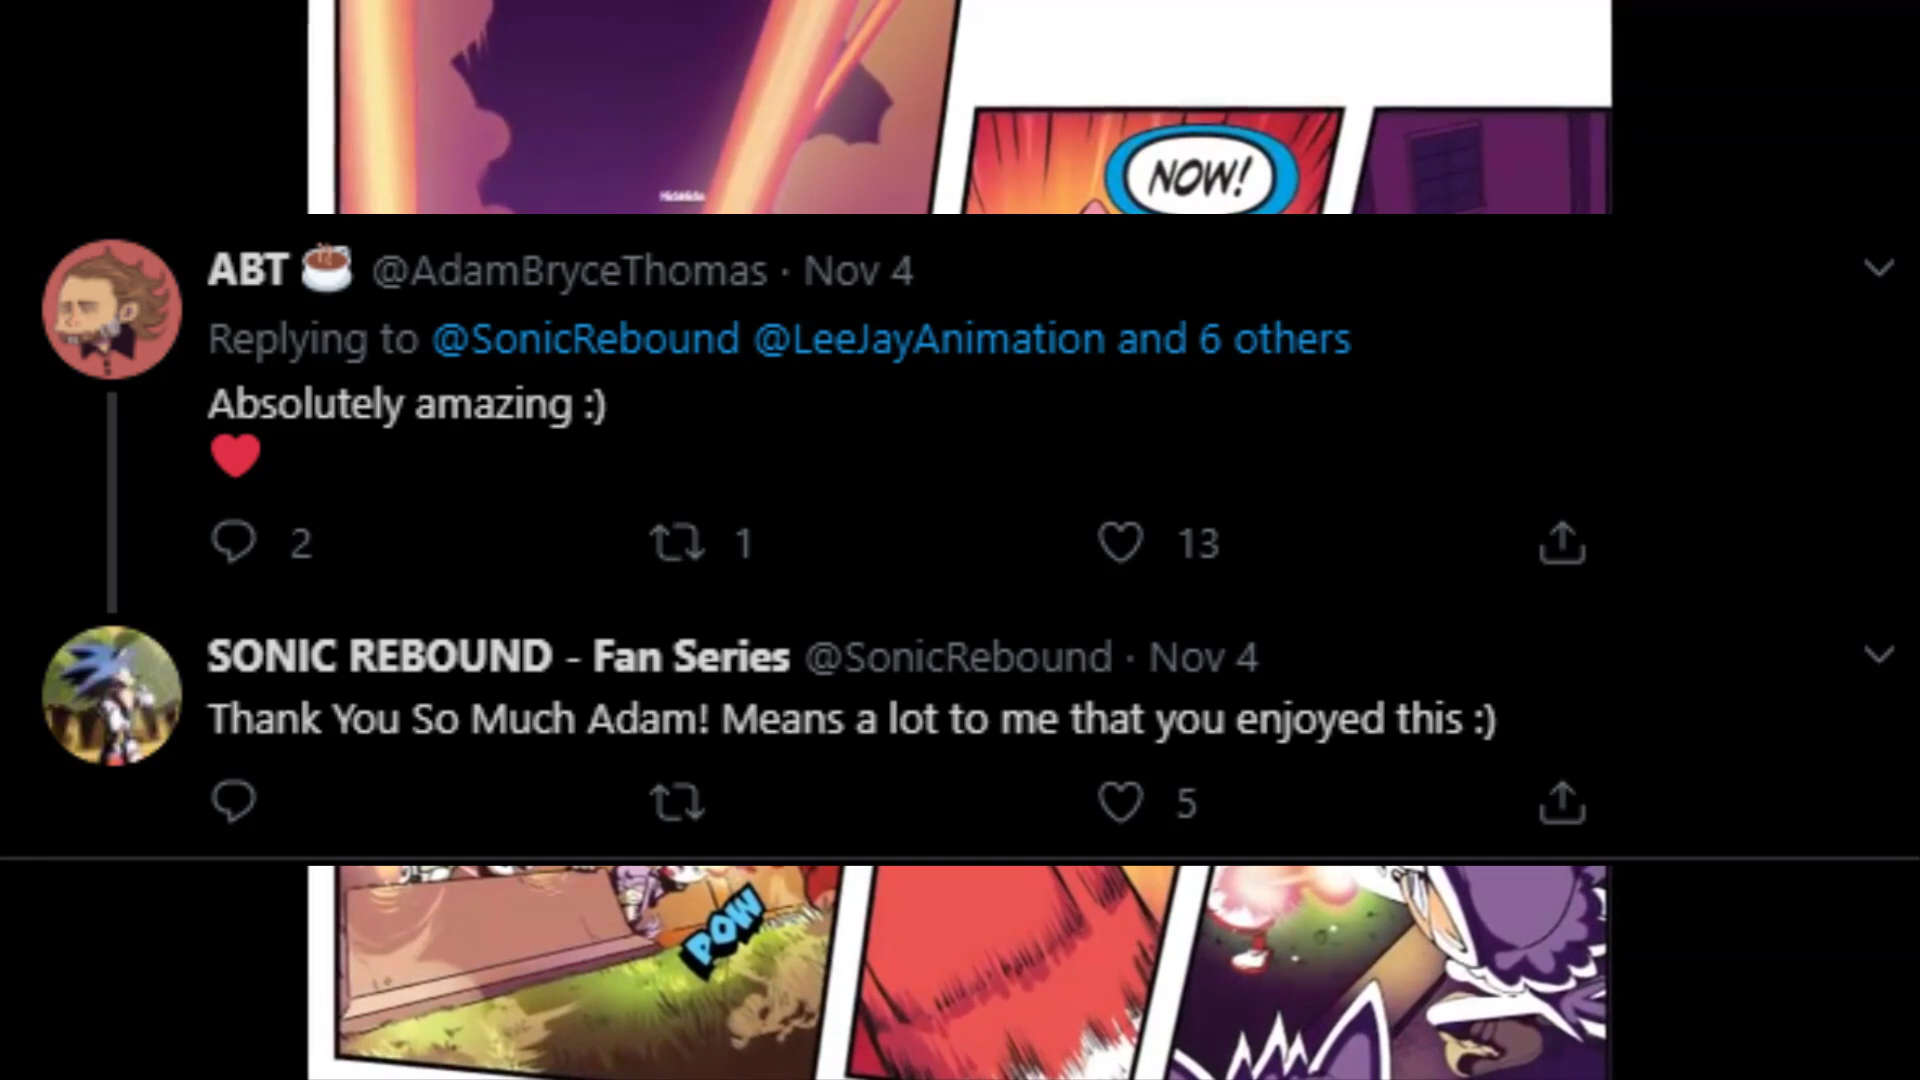 NOW!
ABT ☕ @AdamBryceThomas · Nov 4
Replying to @SonicRebound @LeeJayAnimation and 6 others
Absolutely amazing :)
❤️
2 1 13
SONIC REBOUND - Fan Series @SonicRebound · Nov 4
Thank You So Much Adam! Means a lot to me that you enjoyed this :)
5
POW